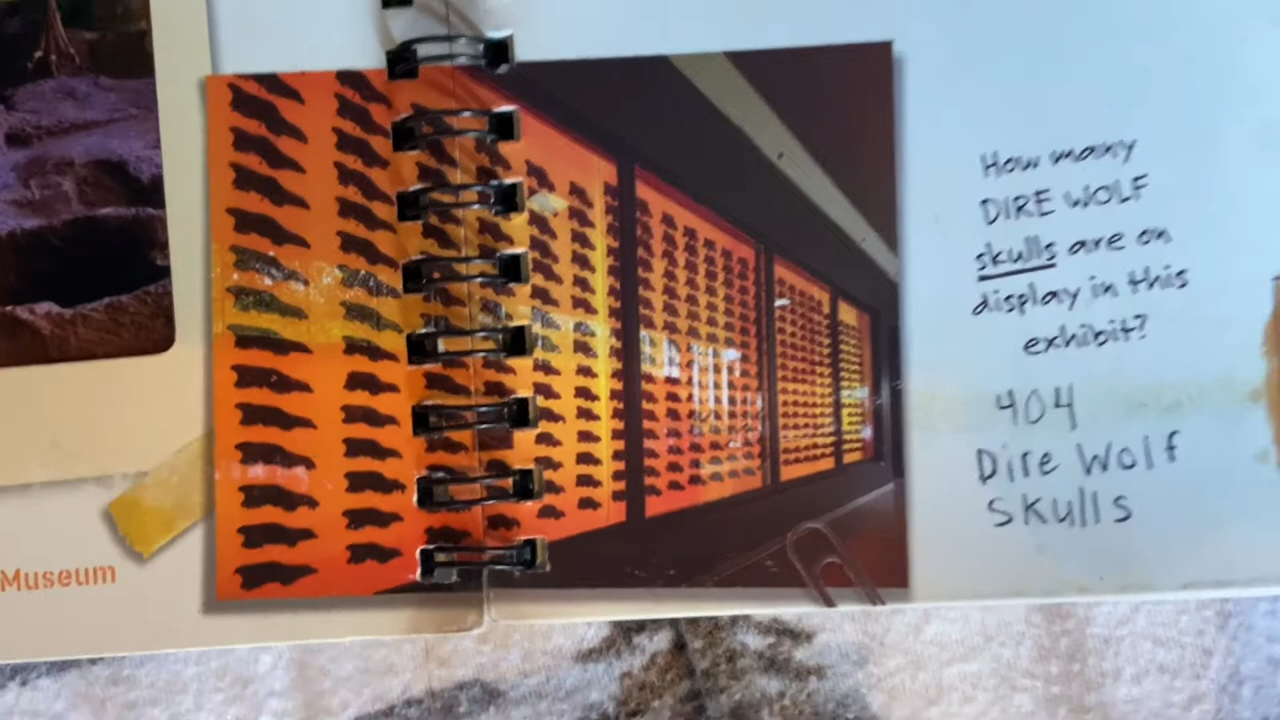 Museum
How many
DIRE WOLF
skulls are on
display in this
exhibit?
404
Dire Wolf
Skulls